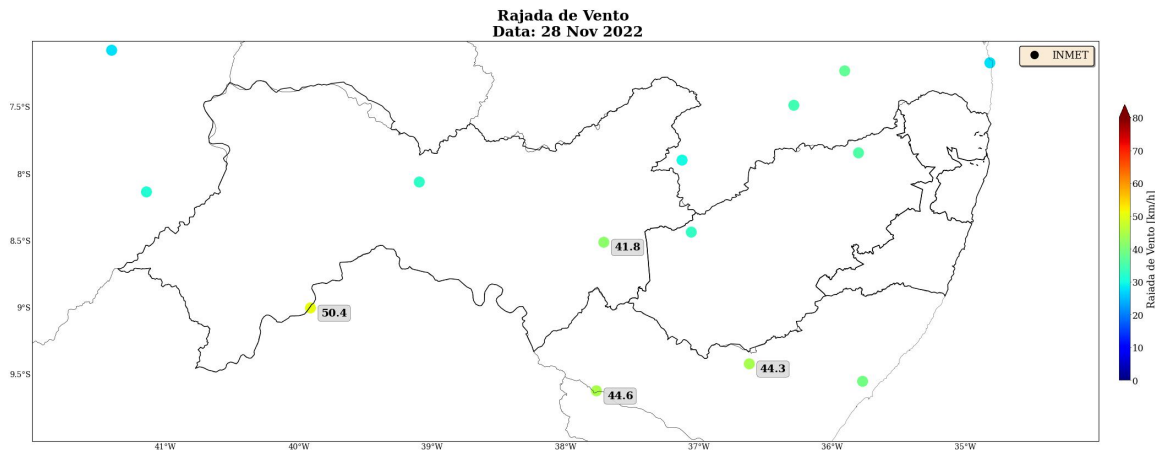 Rajada de Vento
Data: 28 Nov 2022
INMET
7.5°S
8°S
8.5°S
9°S
9.5°S
41.8
50.4
44.3
44.6
41°W
40°W
39°W
38°W
37°W
36°W
35°W
80
70
60
50
40
30
20
10
0
Rajada de Vento [km/h]